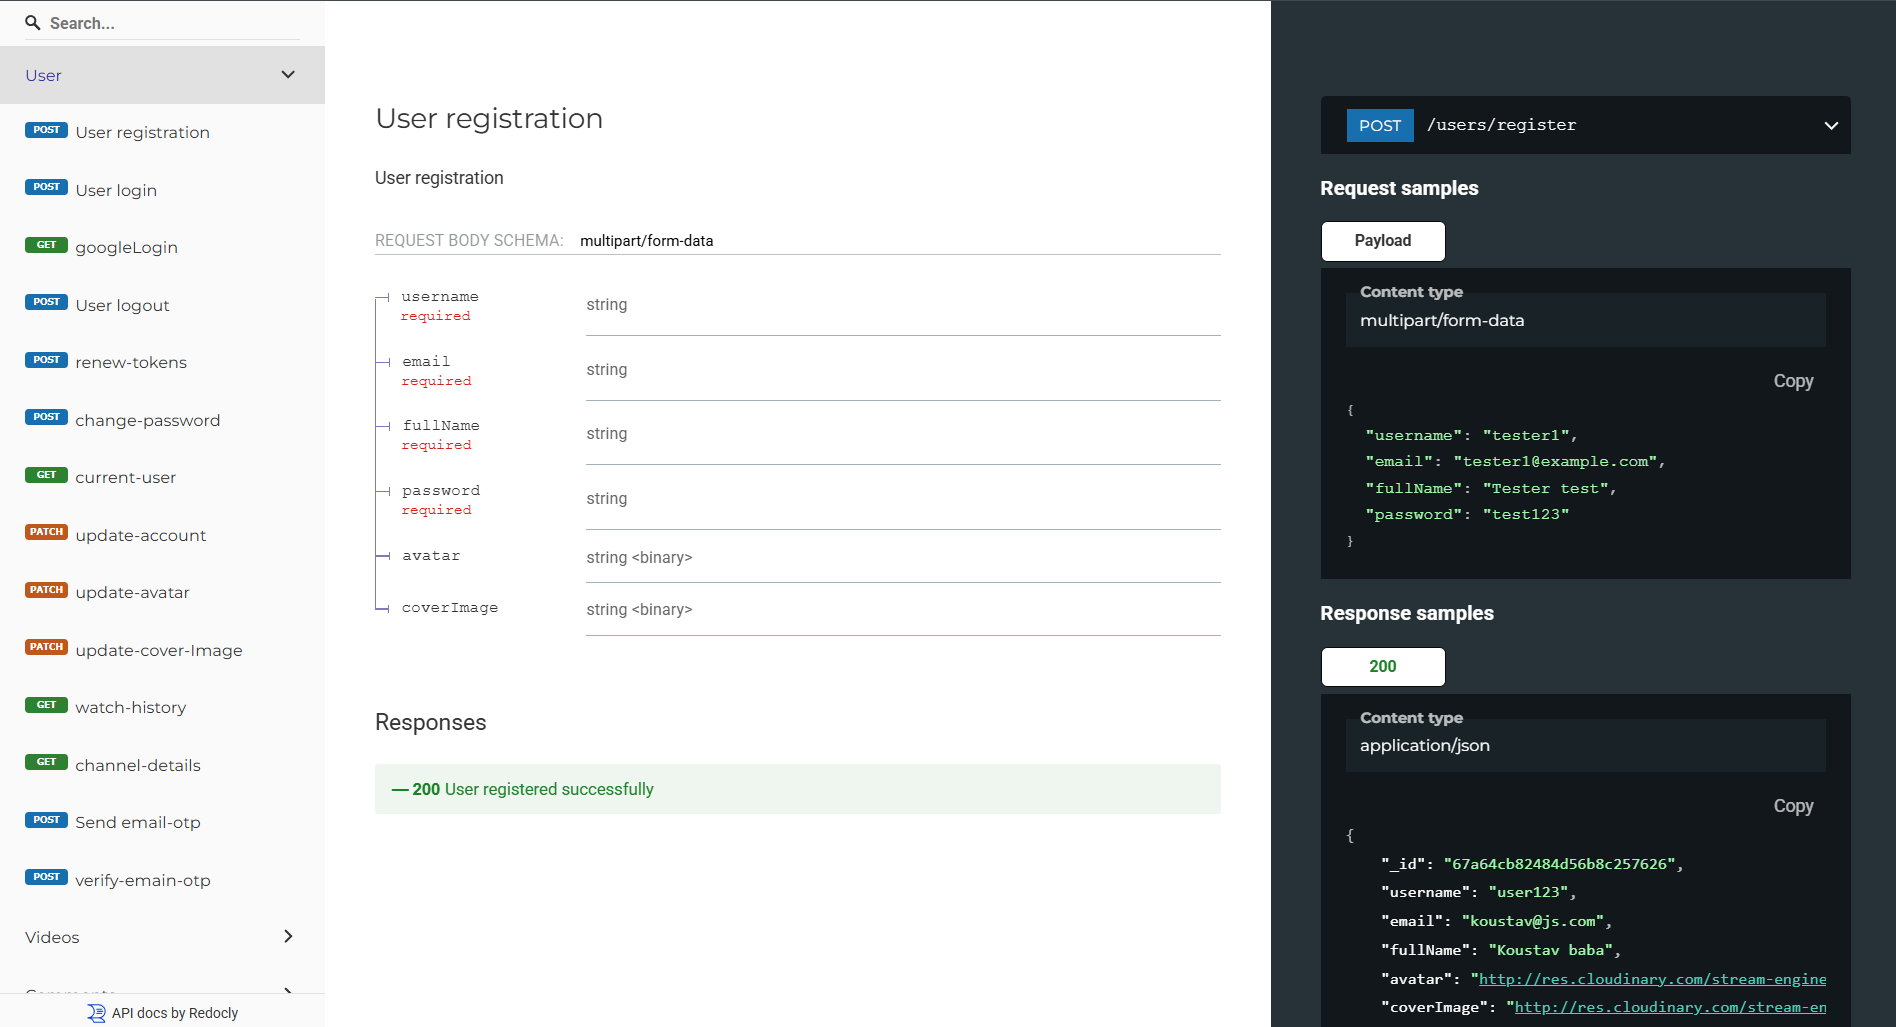 Search...
User
POST User registration
POST User login
GET googleLogin
POST User logout
POST renew-tokens
POST change-password
GET current-user
PATCH update-account
PATCH update-avatar
PATCH update-cover-Image
GET watch-history
GET channel-details
POST Send email-otp
POST verify-emain-otp
Videos
Comments
API docs by Redocly
User registration
User registration
REQUEST BODY SCHEMA: multipart/form-data
username
required
string
email
required
string
fullName
required
string
password
required
string
avatar
string <binary>
coverImage
string <binary>
Responses
— 200 User registered successfully
POST /users/register
Request samples
Payload
Content type
multipart/form-data
Copy
{
"username": "tester1",
"email": "tester1@example.com",
"fullName": "Tester test",
"password": "test123"
}
Response samples
200
Content type
application/json
Copy
{
"_id": "67a64cb82484d56b8c257626",
"username": "user123",
"email": "koustav@js.com",
"fullName": "Koustav baba",
"avatar": "http://res.cloudinary.com/stream-engine
"coverImage": "http://res.cloudinary.com/stream-en